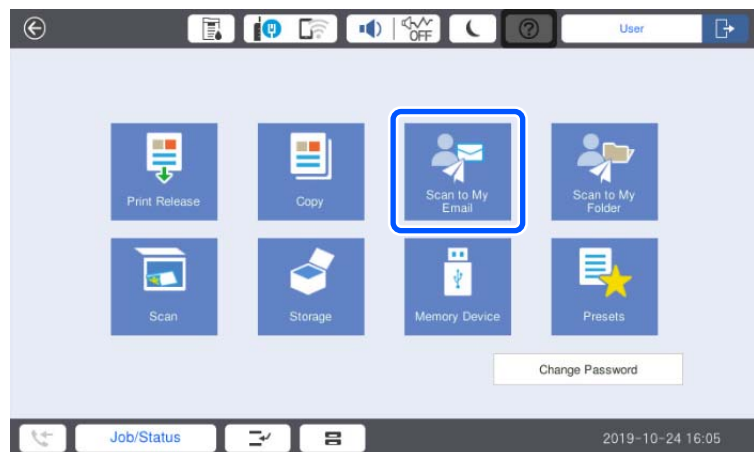 OFF
User
Print Release
Copy
Scan to My
Email
Scan to My
Folder
Scan
Storage
Memory Device
Presets
Change Password
Job/Status
2019-10-24 16:05